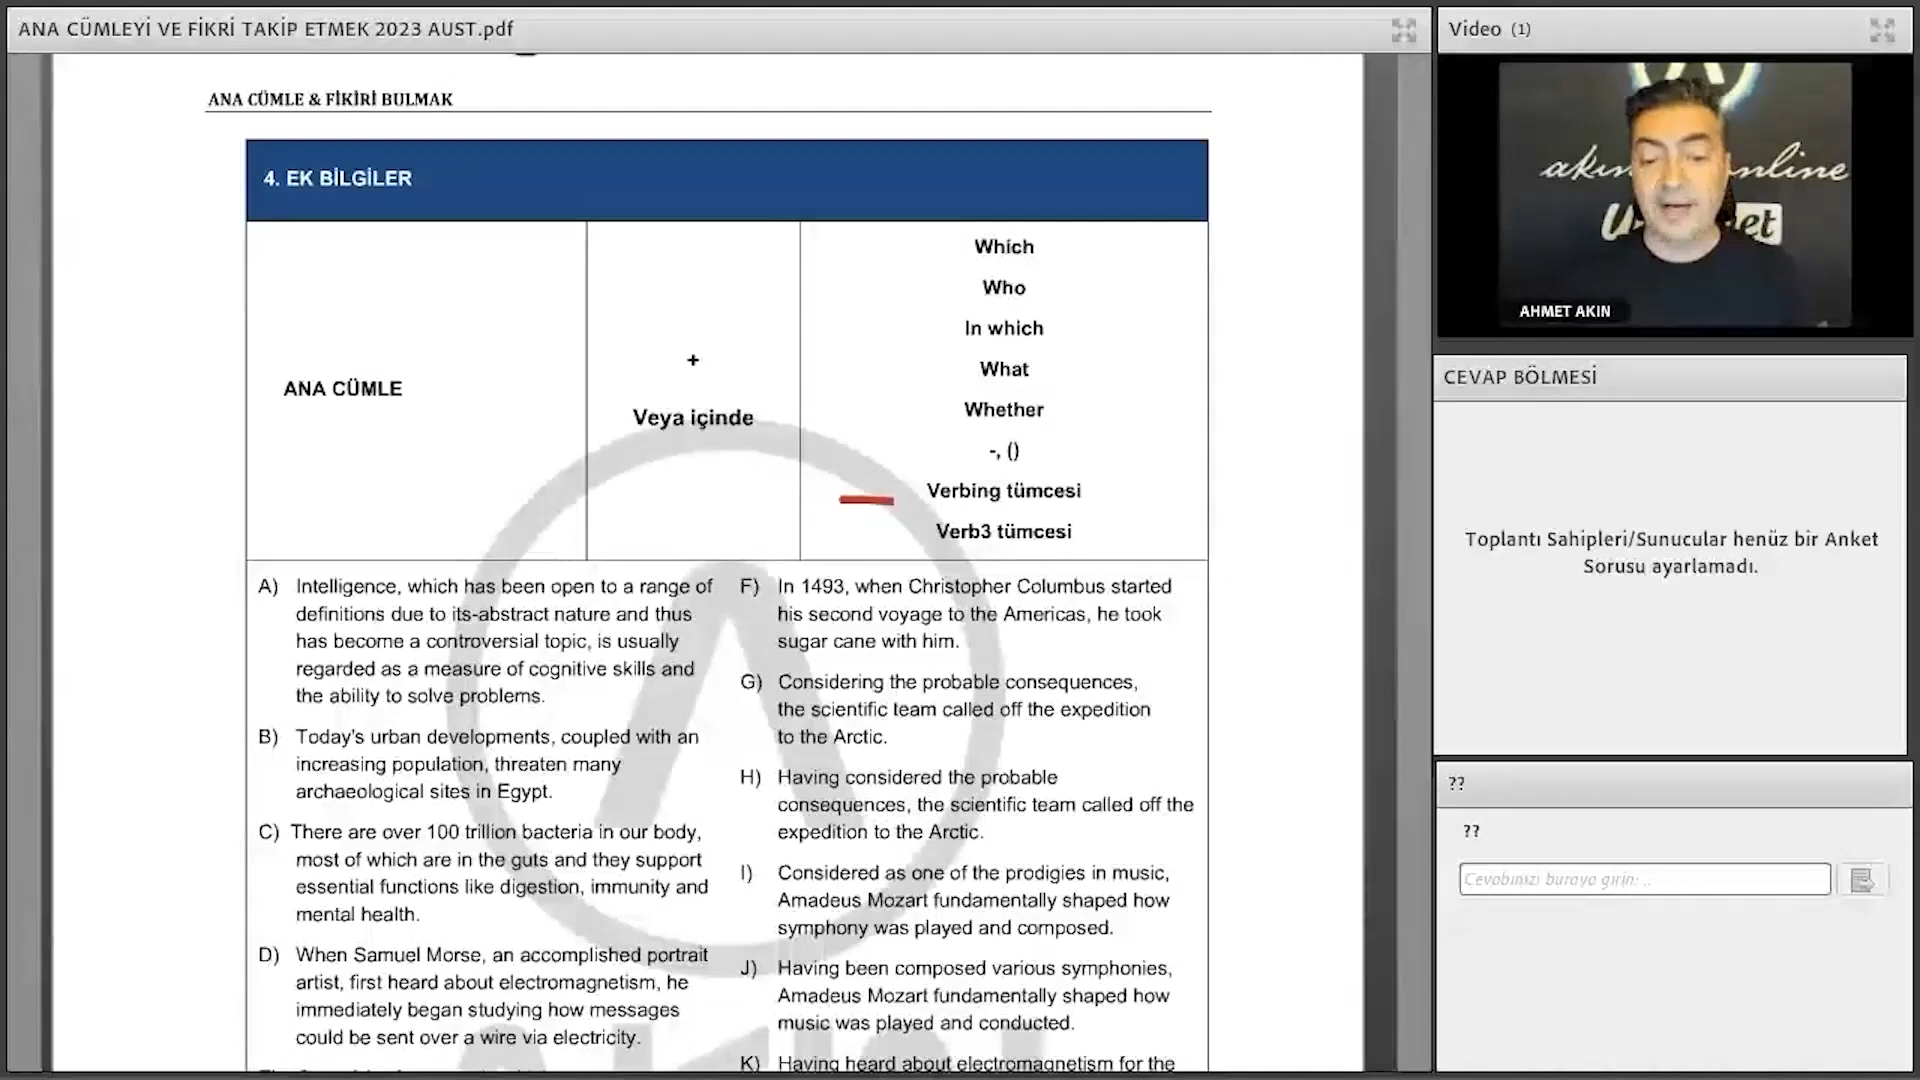 ANA CÜMLEYİ VE FİKRİ TAKİP ETMEK 2023 AUST.pdf
ANA CÜMLE & FİKİRİ BULMAK
4. EK BİLGİLER
ANA CÜMLE
+
Veya içinde
Which
Who
In which
What
Whether
-, ()
Verbing tümcesi
Verb3 tümcesi
A) Intelligence, which has been open to a range of
definitions due to its-abstract nature and thus
has become a controversial topic, is usually
regarded as a measure of cognitive skills and
the ability to solve problems.
B) Today's urban developments, coupled with an
increasing population, threaten many
archaeological sites in Egypt.
C) There are over 100 trillion bacteria in our body,
most of which are in the guts and they support
essential functions like digestion, immunity and
mental health.
D) When Samuel Morse, an accomplished portrait
artist, first heard about electromagnetism, he
immediately began studying how messages
could be sent over a wire via electricity.
F) In 1493, when Christopher Columbus started
his second voyage to the Americas, he took
sugar cane with him.
G) Considering the probable consequences,
the scientific team called off the expedition
to the Arctic.
H) Having considered the probable
consequences, the scientific team called off the
expedition to the Arctic.
I) Considered as one of the prodigies in music,
Amadeus Mozart fundamentally shaped how
symphony was played and composed.
J) Having been composed various symphonies,
Amadeus Mozart fundamentally shaped how
music was played and conducted.
K) Having heard about electromagnetism for the
Video (1)
AHMET AKIN
CEVAP BÖLMESİ
Toplantı Sahipleri/Sunucular henüz bir Anket
Sorusu ayarlamadı.
??
??
Cevabınızı buraya girin: ..